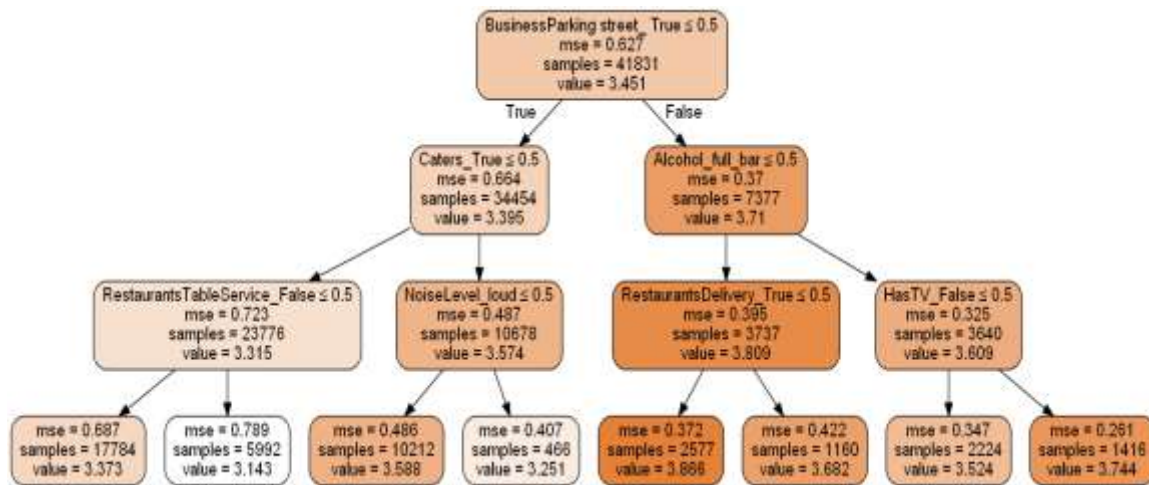 BusinessParking street_ True ≤ 0.5
mse = 0.627
samples = 41831
value = 3.451
True
False
Caters_True ≤ 0.5
mse = 0.664
samples = 34454
value = 3.395
Alcohol_full_bar ≤ 0.5
mse = 0.37
samples = 7377
value = 3.71
RestaurantsTableService_False ≤ 0.5
mse = 0.723
samples = 23776
value = 3.315
NoiseLevel_loud ≤ 0.5
mse = 0.487
samples = 10678
value = 3.574
RestaurantsDelivery_True ≤ 0.5
mse = 0.395
samples = 3737
value = 3.809
HasTV_False ≤ 0.5
mse = 0.325
samples = 3640
value = 3.609
mse = 0.687
samples = 17784
value = 3.373
mse = 0.789
samples = 5992
value = 3.143
mse = 0.486
samples = 10212
value = 3.588
mse = 0.407
samples = 466
value = 3.251
mse = 0.372
samples = 2577
value = 3.866
mse = 0.422
samples = 1160
value = 3.682
mse = 0.347
samples = 2224
value = 3.524
mse = 0.261
samples = 1416
value = 3.744